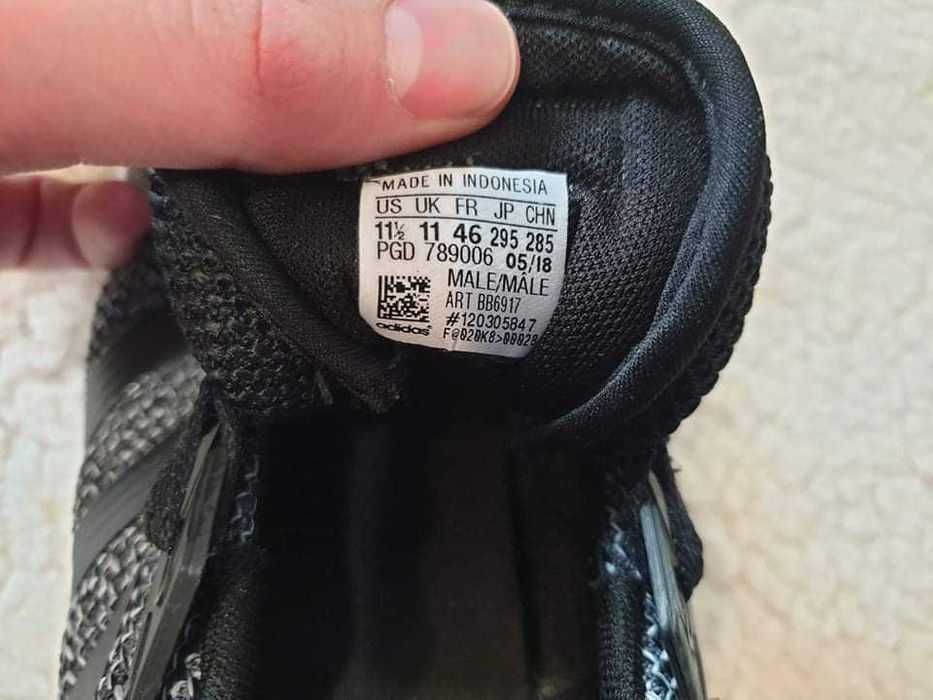 MADE IN INDONESIA
US UK FR JP CHN
11½ 11 46 295 285
PGD 789006 05/18
MALE/MÂLE
ART BB6917
#120305847
adidas